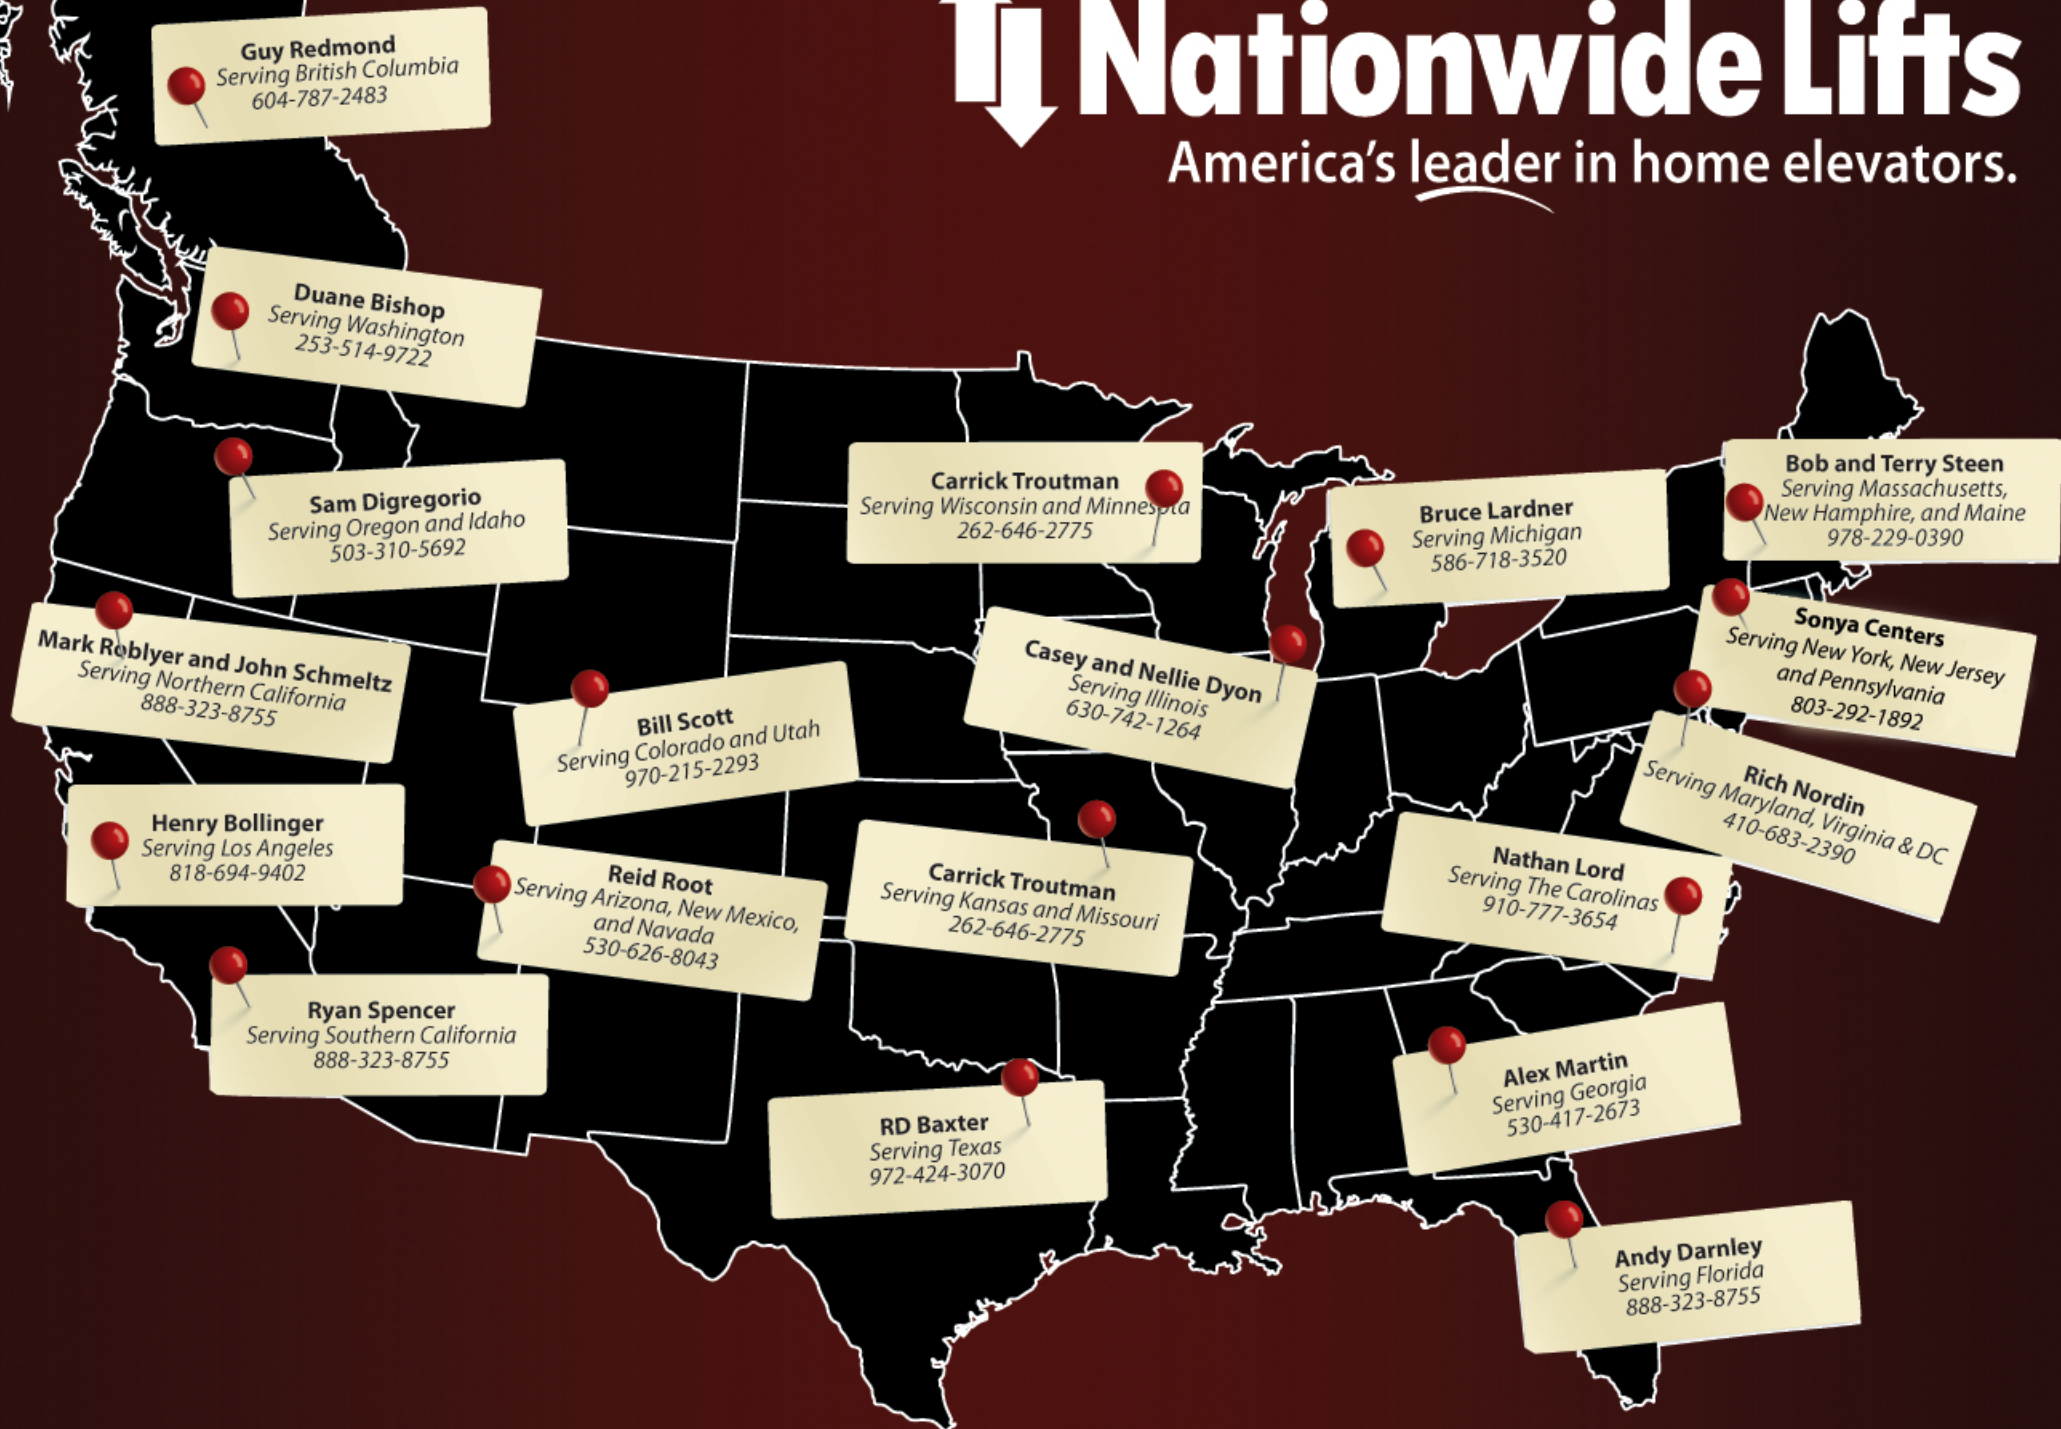 Nationwide Lifts
America's leader in home elevators.
Guy Redmond
Serving British Columbia
604-787-2483
Duane Bishop
Serving Washington
253-514-9722
Sam Digregorio
Serving Oregon and Idaho
503-310-5692
Carrick Troutman
Serving Wisconsin and Minnesota
262-646-2775
Bruce Lardner
Serving Michigan
586-718-3520
Bob and Terry Steen
Serving Massachusetts,
New Hamphire, and Maine
978-229-0390
Mark Roblyer and John Schmeltz
Serving Northern California
888-323-8755
Bill Scott
Serving Colorado and Utah
970-215-2293
Casey and Nellie Dyon
Serving Illinois
630-742-1264
Sonya Centers
Serving New York, New Jersey
and Pennsylvania
803-292-1892
Rich Nordin
Serving Maryland, Virginia & DC
410-683-2390
Henry Bollinger
Serving Los Angeles
818-694-9402
Reid Root
Serving Arizona, New Mexico,
and Navada
530-626-8043
Carrick Troutman
Serving Kansas and Missouri
262-646-2775
Nathan Lord
Serving The Carolinas
910-777-3654
Ryan Spencer
Serving Southern California
888-323-8755
RD Baxter
Serving Texas
972-424-3070
Alex Martin
Serving Georgia
530-417-2673
Andy Darnley
Serving Florida
888-323-8755